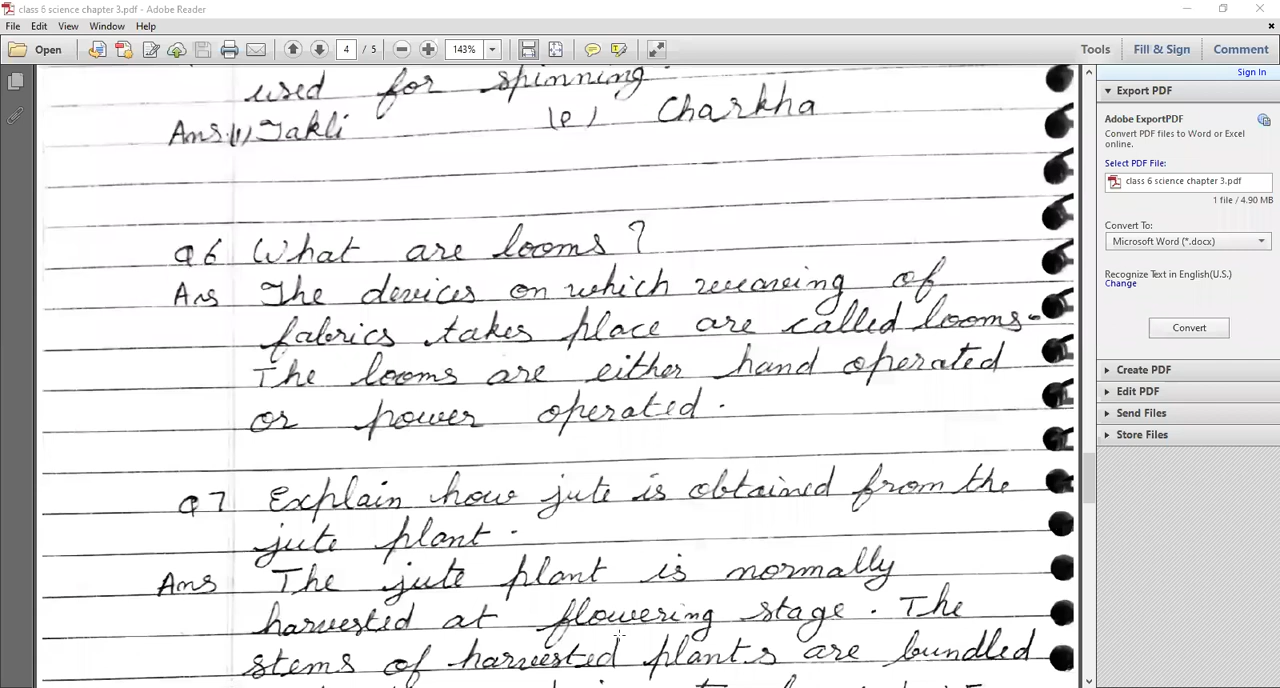 class 6 science chapter 3.pdf - Adobe Reader
File Edit View Window Help
Open 4 / 5 143% Tools Fill & Sign Comment
Sign In
Export PDF
Adobe ExportPDF
Convert PDF files to Word or Excel online.
Select PDF File:
class 6 science chapter 3.pdf
1 file / 4.90 MB
Convert To:
Microsoft Word (*.docx)
Recognize Text in English(U.S.)
Change
Convert
Create PDF
Edit PDF
Send Files
Store Files
used for spinning.
Ans. (1) Takli Charkha
Q6 What are looms?
Ans The devices on which weaving of
fabrics takes place are called looms.
The looms are either hand operated
or power operated.
Q7 Explain how jute is obtained from the
jute plant.
Ans The jute plant is normally
harvested at flowering stage. The
stems of harvested plants are bundled